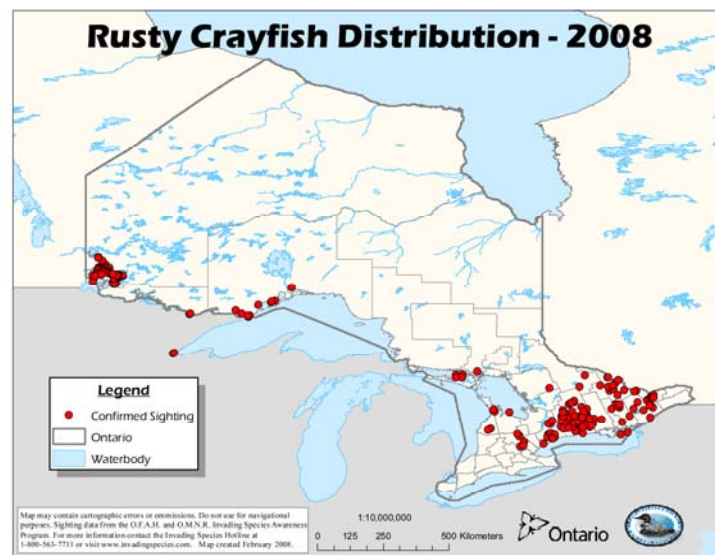 Rusty Crayfish Distribution - 2008
Legend
Confirmed Sighting
Ontario
Waterbody
Map may contain cartographic errors or ommissions. Do not use for navigational
purposes. Sighting data from the O.F.A.H. and O.M.N.R. Invading Species Awareness
Program. For more information contact the Invading Species Hotline at
1-800-563-7711 or visit www.invadingspecies.com. Map created February 2008.
1:10,000,000
0 125 250 500 Kilometers
Ontario